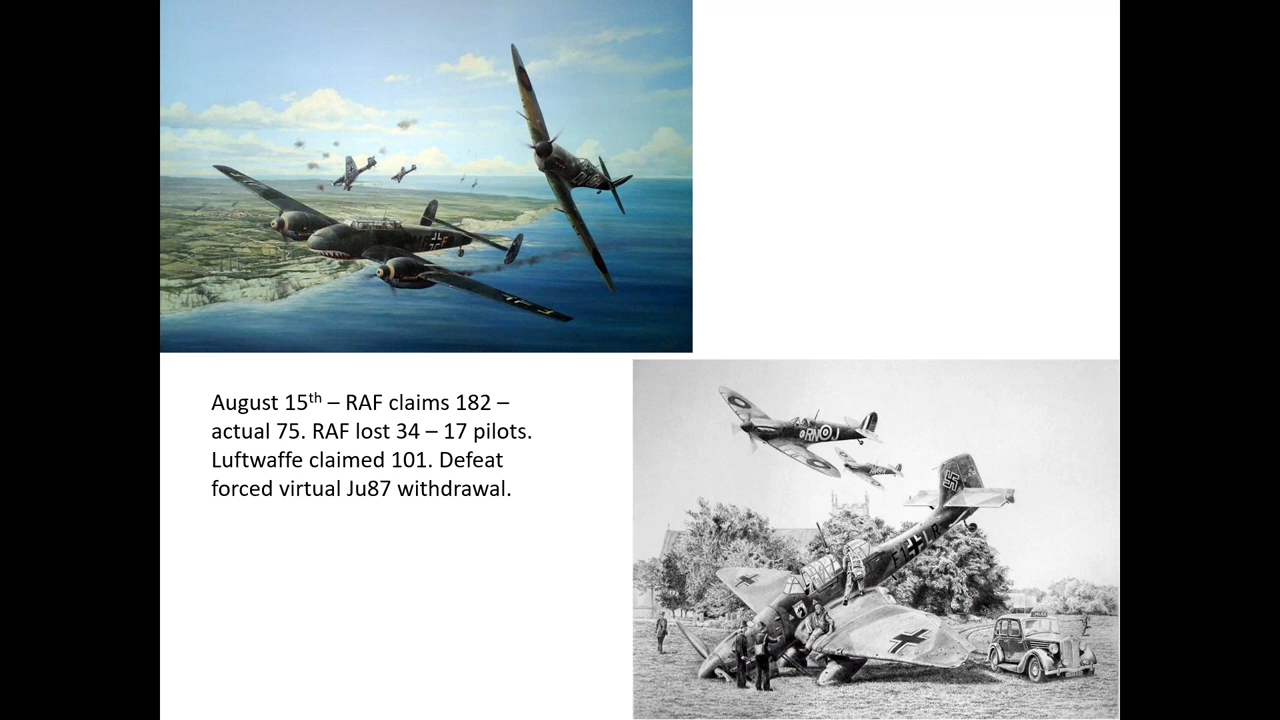 August 15th – RAF claims 182 –
actual 75. RAF lost 34 – 17 pilots.
Luftwaffe claimed 101. Defeat
forced virtual Ju87 withdrawal.
RN J